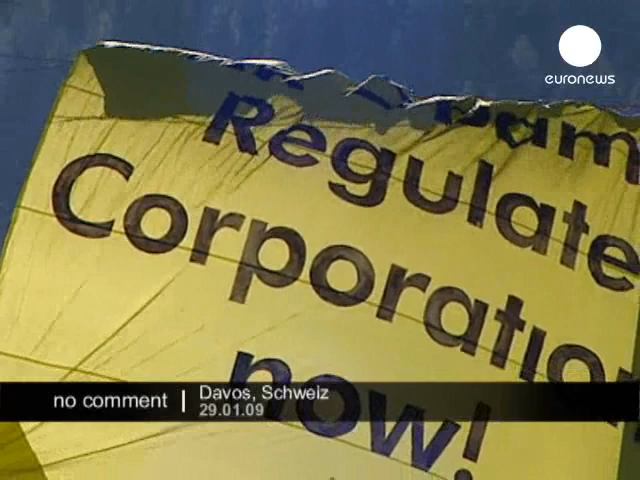 euronews
Regulate
Corporation
now!
no comment
Davos, Schweiz
29.01.09